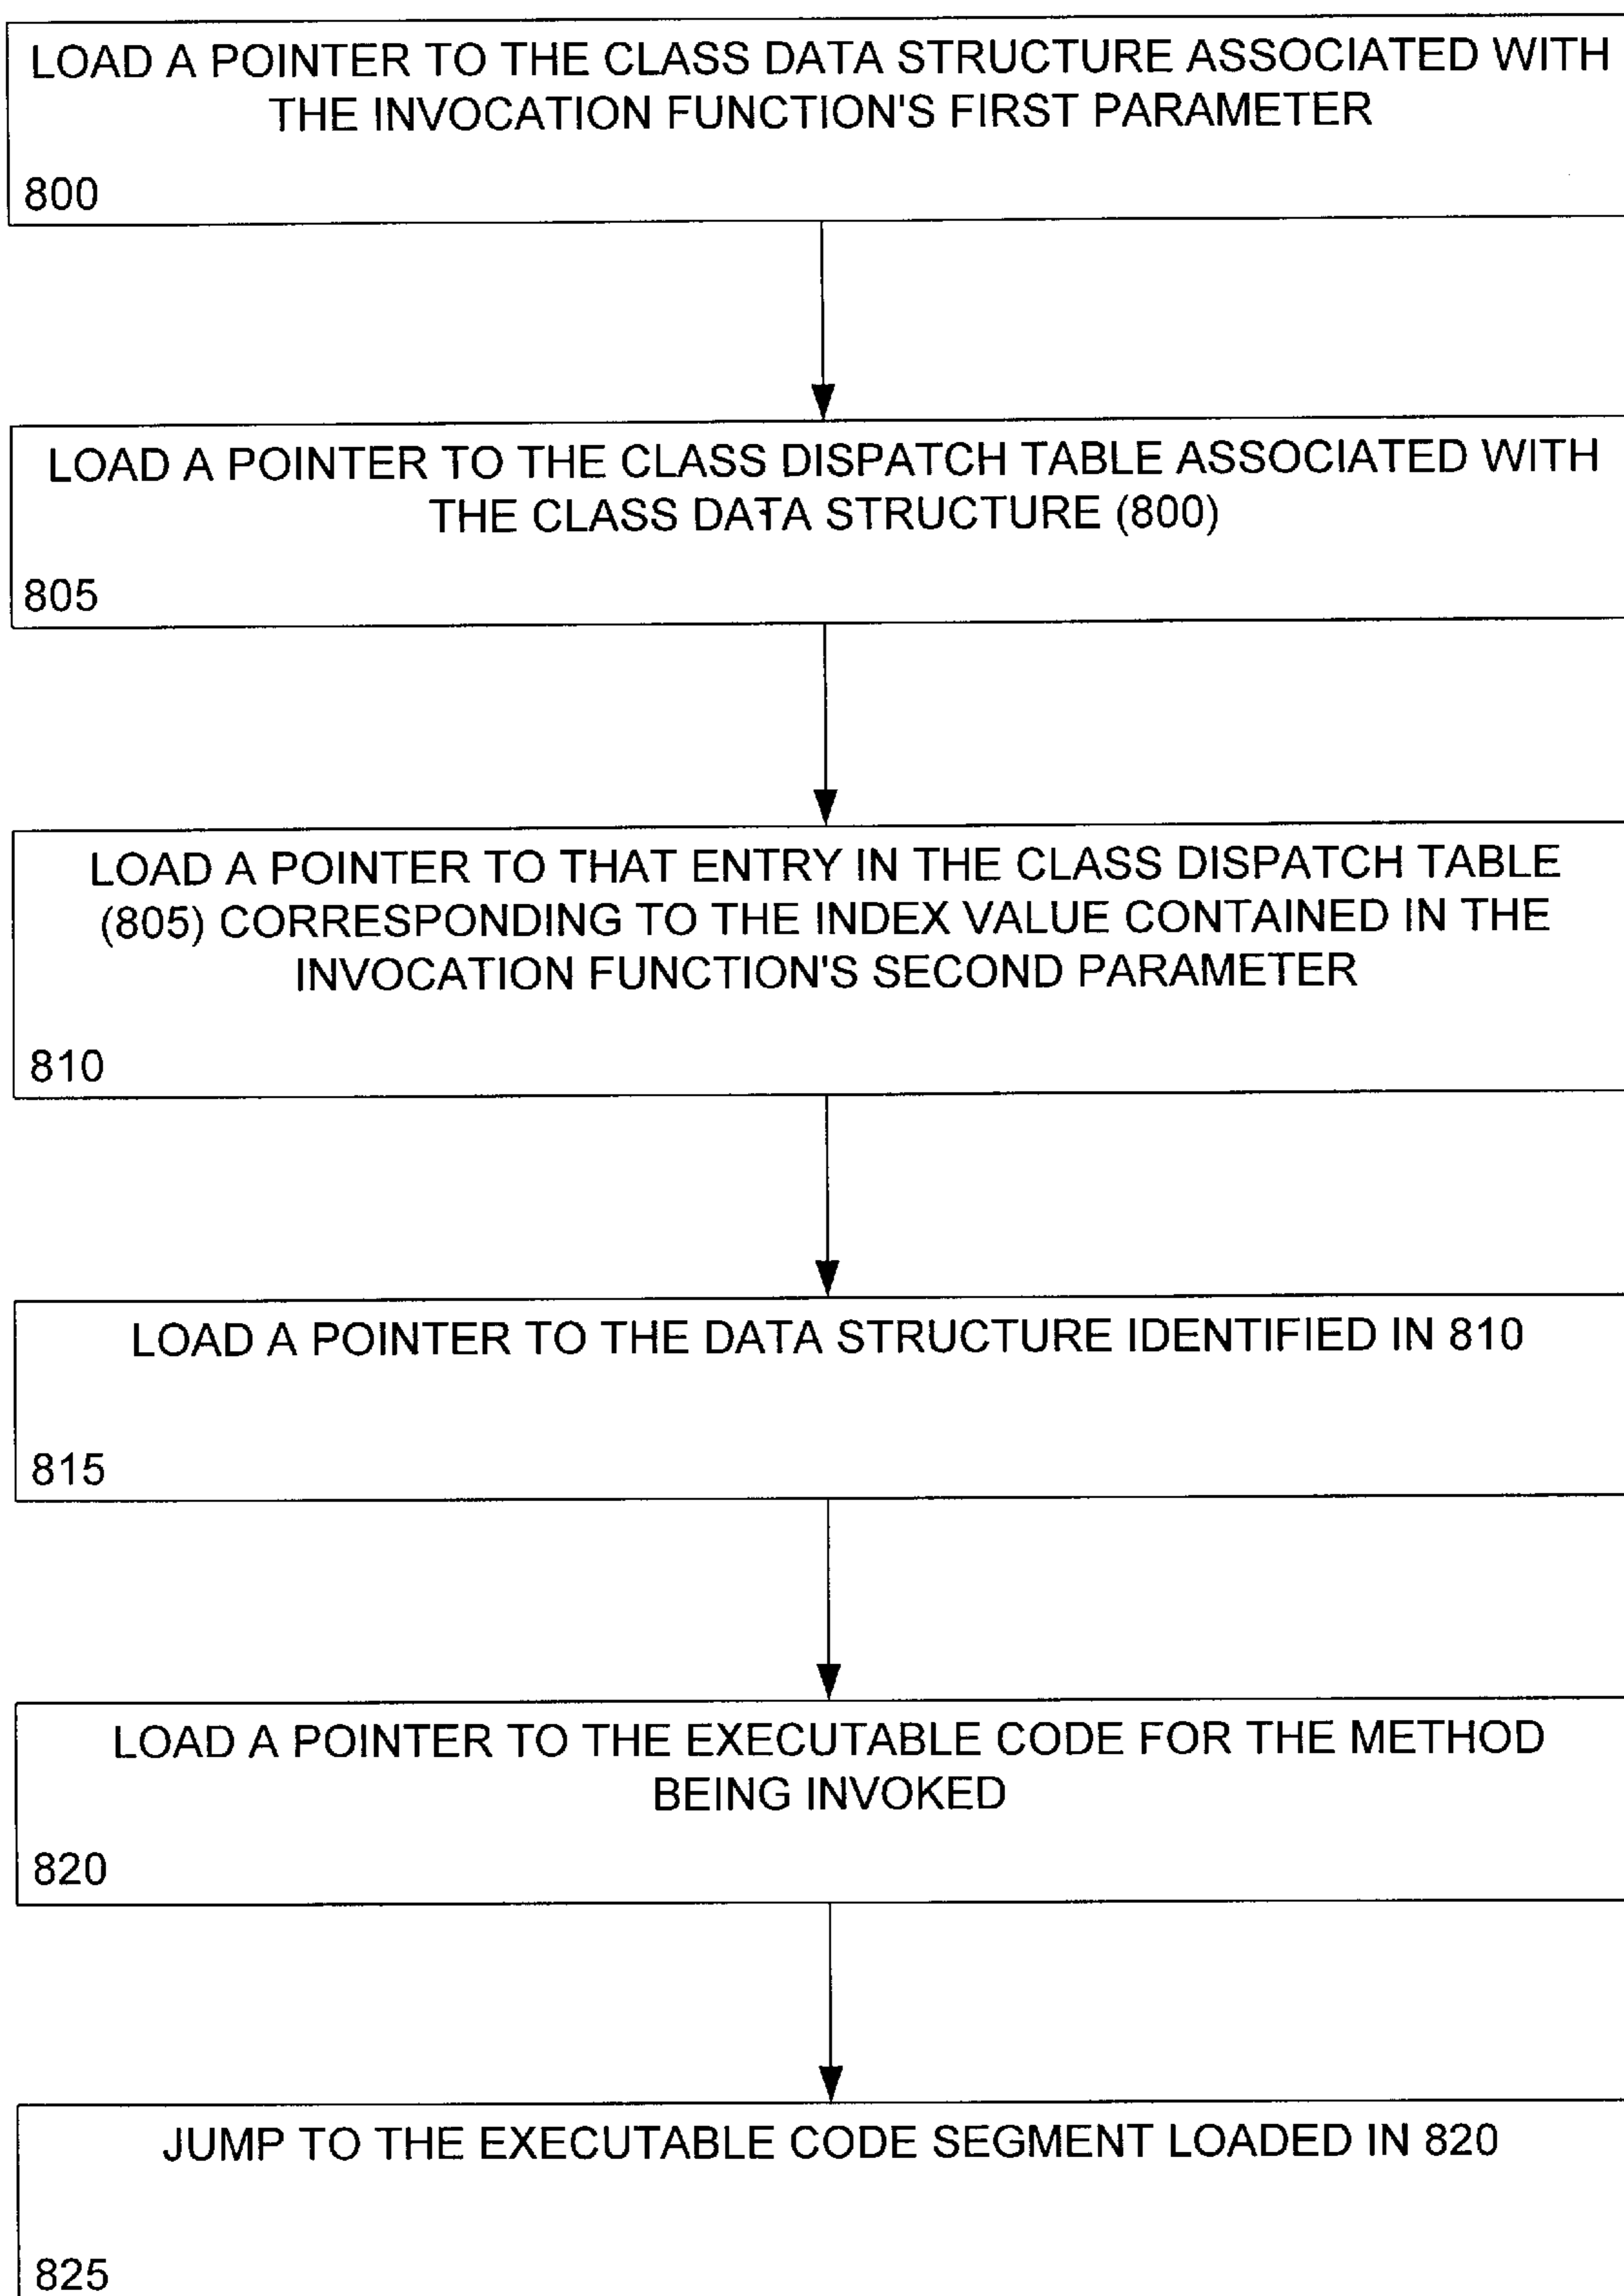 LOAD A POINTER TO THE CLASS DATA STRUCTURE ASSOCIATED WITH
THE INVOCATION FUNCTION'S FIRST PARAMETER
800
LOAD A POINTER TO THE CLASS DISPATCH TABLE ASSOCIATED WITH
THE CLASS DATA STRUCTURE (800)
805
LOAD A POINTER TO THAT ENTRY IN THE CLASS DISPATCH TABLE
(805) CORRESPONDING TO THE INDEX VALUE CONTAINED IN THE
INVOCATION FUNCTION'S SECOND PARAMETER
810
LOAD A POINTER TO THE DATA STRUCTURE IDENTIFIED IN 810
815
LOAD A POINTER TO THE EXECUTABLE CODE FOR THE METHOD
BEING INVOKED
820
JUMP TO THE EXECUTABLE CODE SEGMENT LOADED IN 820
825